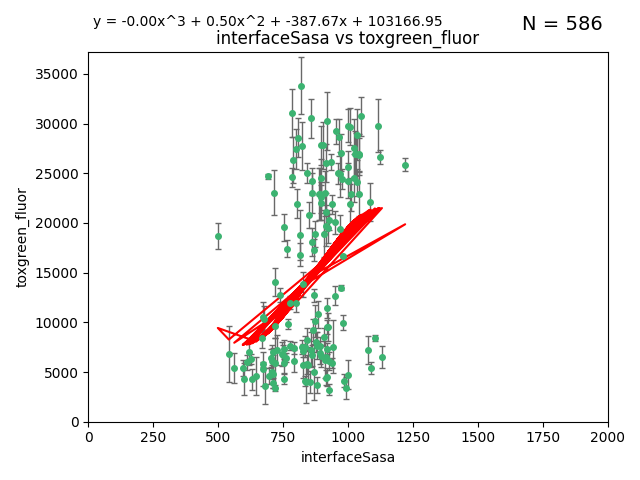 y = -0.00x^3 + 0.50x^2 + -387.67x + 103166.95
N = 586
interfaceSasa vs toxgreen_fluor
35000
30000
25000
20000
15000
10000
5000
0
toxgreen_fluor
0 250 500 750 1000 1250 1500 1750 2000
interfaceSasa